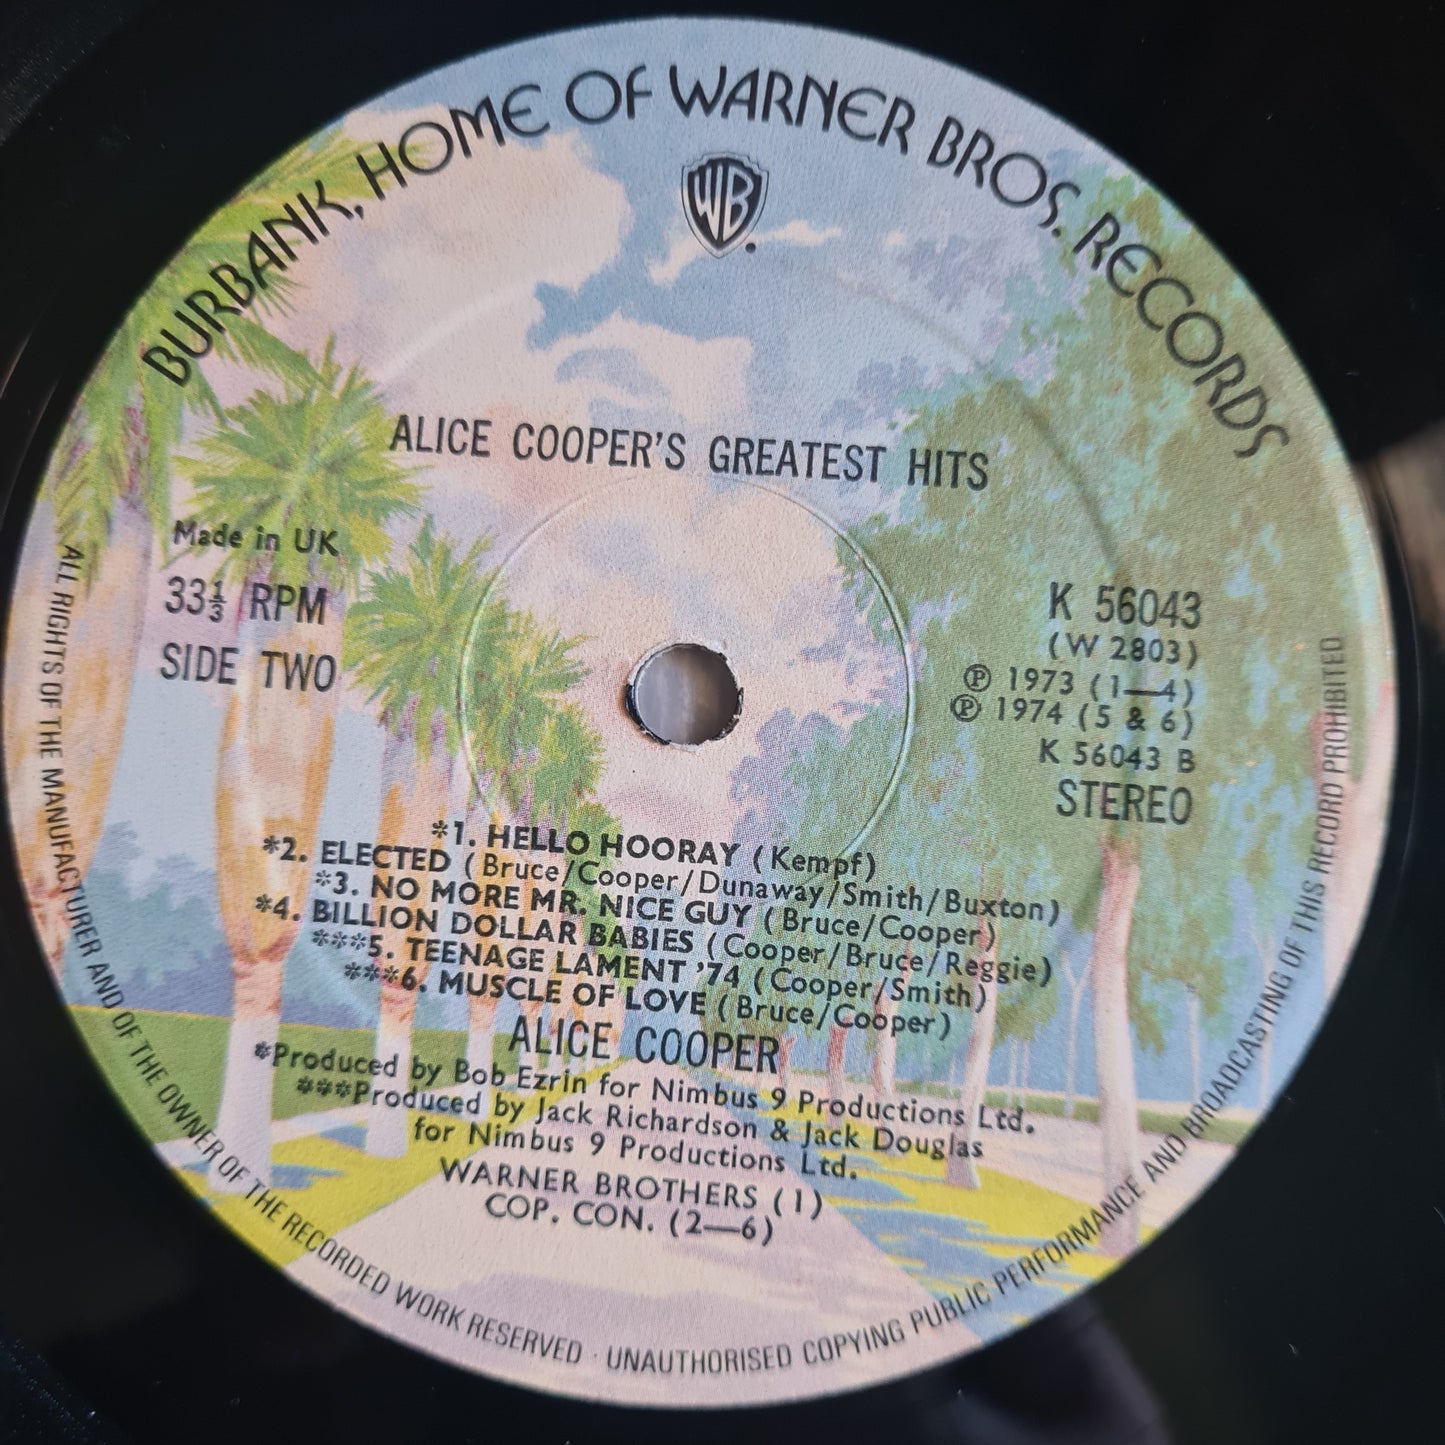 BURBANK, HOME OF WARNER BROS. RECORDS
WB
ALICE COOPER'S GREATEST HITS
Made in UK
33⅓ RPM
SIDE TWO
K 56043
(W 2803)
℗ 1973 (1—4)
℗ 1974 (5 & 6)
K 56043 B
STEREO
*1. HELLO HOORAY (Kempf)
*2. ELECTED (Bruce/Cooper/Dunaway/Smith/Buxton)
*3. NO MORE MR. NICE GUY (Bruce/Cooper)
*4. BILLION DOLLAR BABIES (Cooper/Bruce/Reggie)
***5. TEENAGE LAMENT '74 (Cooper/Smith)
***6. MUSCLE OF LOVE (Bruce/Cooper)
ALICE COOPER
*Produced by Bob Ezrin for Nimbus 9 Productions Ltd.
***Produced by Jack Richardson & Jack Douglas
for Nimbus 9 Productions Ltd.
WARNER BROTHERS (1)
COP. CON. (2—6)
ALL RIGHTS OF THE MANUFACTURER AND OF THE OWNER OF THE RECORDED WORK RESERVED · UNAUTHORISED COPYING PUBLIC PERFORMANCE AND BROADCASTING OF THIS RECORD PROHIBITED